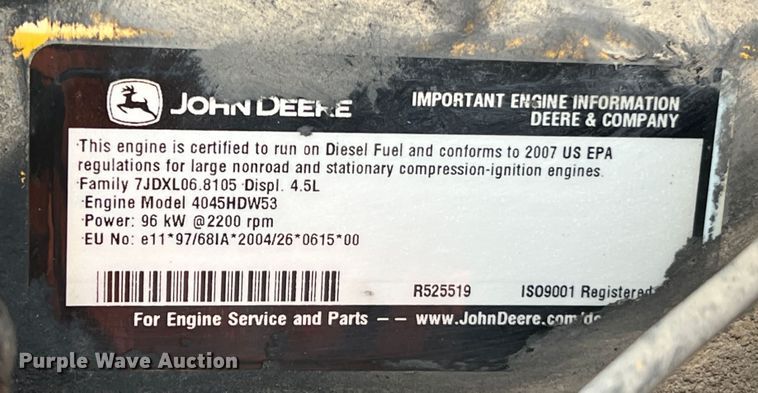 JOHN DEERE
IMPORTANT ENGINE INFORMATION
DEERE & COMPANY
This engine is certified to run on Diesel Fuel and conforms to 2007 US EPA
regulations for large nonroad and stationary compression-ignition engines.
Family 7JDXL06.8105 Displ. 4.5L
Engine Model 4045HDW53
Power: 96 kW @2200 rpm
EU No: e11*97/68IA*2004/26*0615*00
R525519 ISO9001 Registered
For Engine Service and Parts –– www.JohnDeere.com/de
Purple Wave Auction